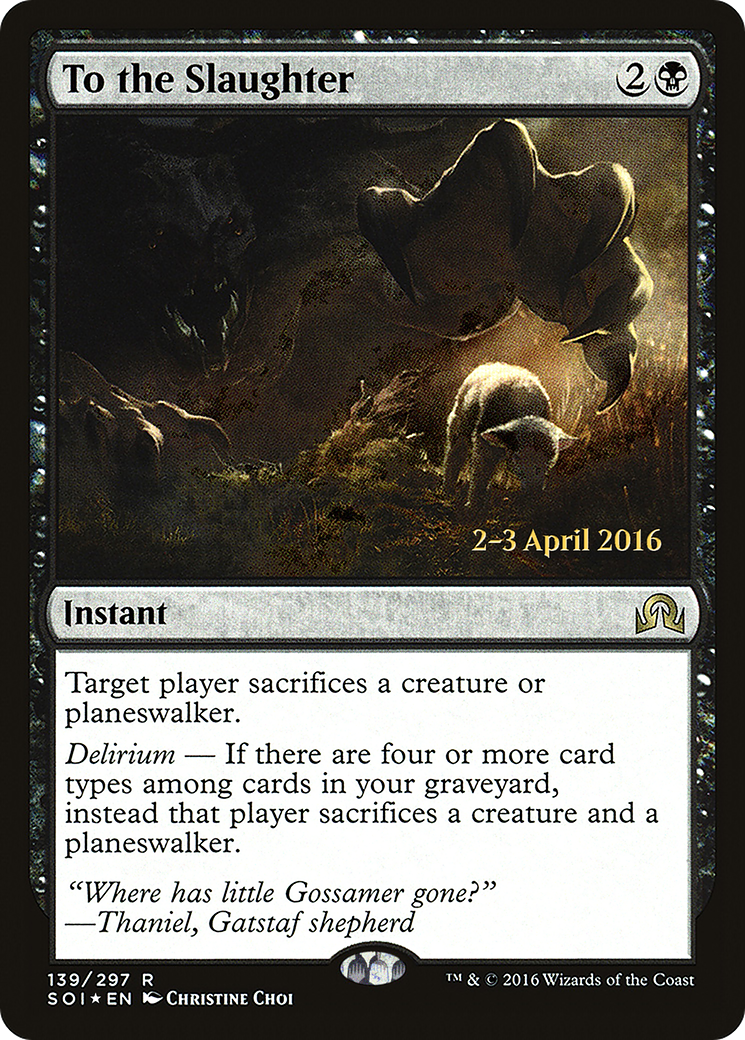 To the Slaughter 2
2–3 April 2016
Instant
Target player sacrifices a creature or
planeswalker.
Delirium — If there are four or more card
types among cards in your graveyard,
instead that player sacrifices a creature and a
planeswalker.
“Where has little Gossamer gone?”
—Thaniel, Gatstaf shepherd
139/297 R
™ & © 2016 Wizards of the Coast
SOI★EN Christine Choi